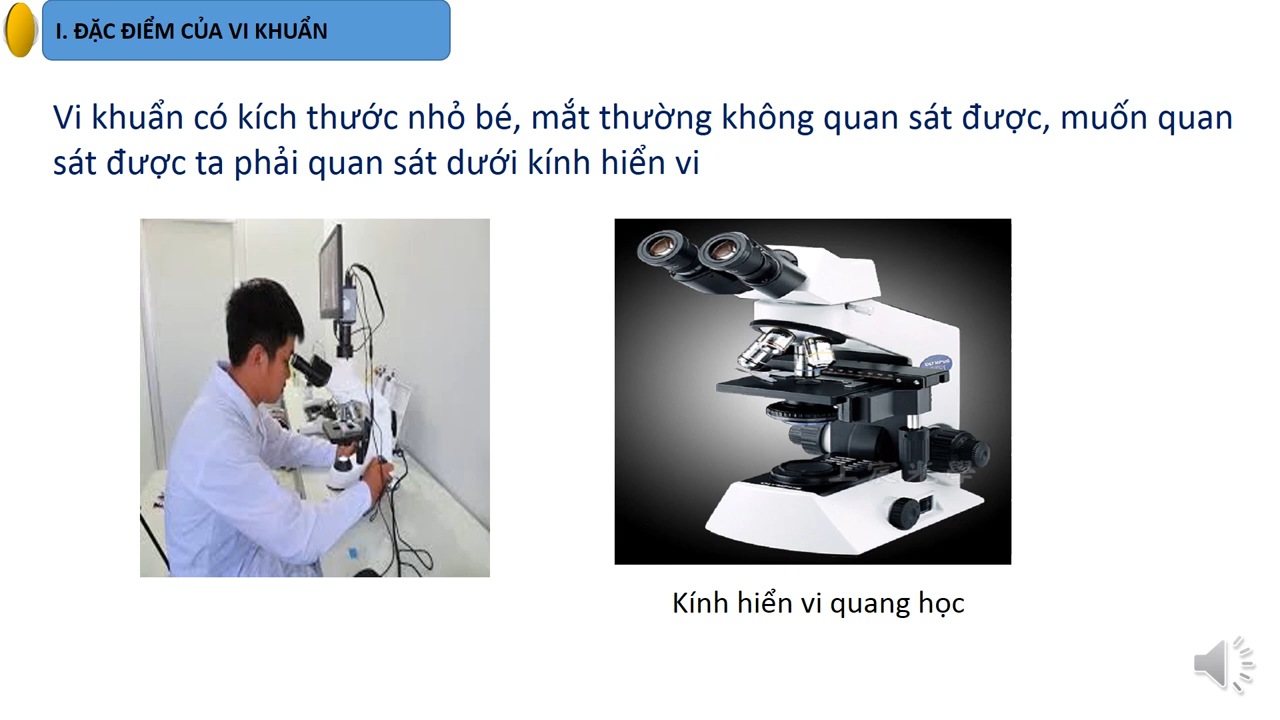 I. ĐẶC ĐIỂM CỦA VI KHUẨN
Vi khuẩn có kích thước nhỏ bé, mắt thường không quan sát được, muốn quan
sát được ta phải quan sát dưới kính hiển vi
OLYMPUS
Kính hiển vi quang học